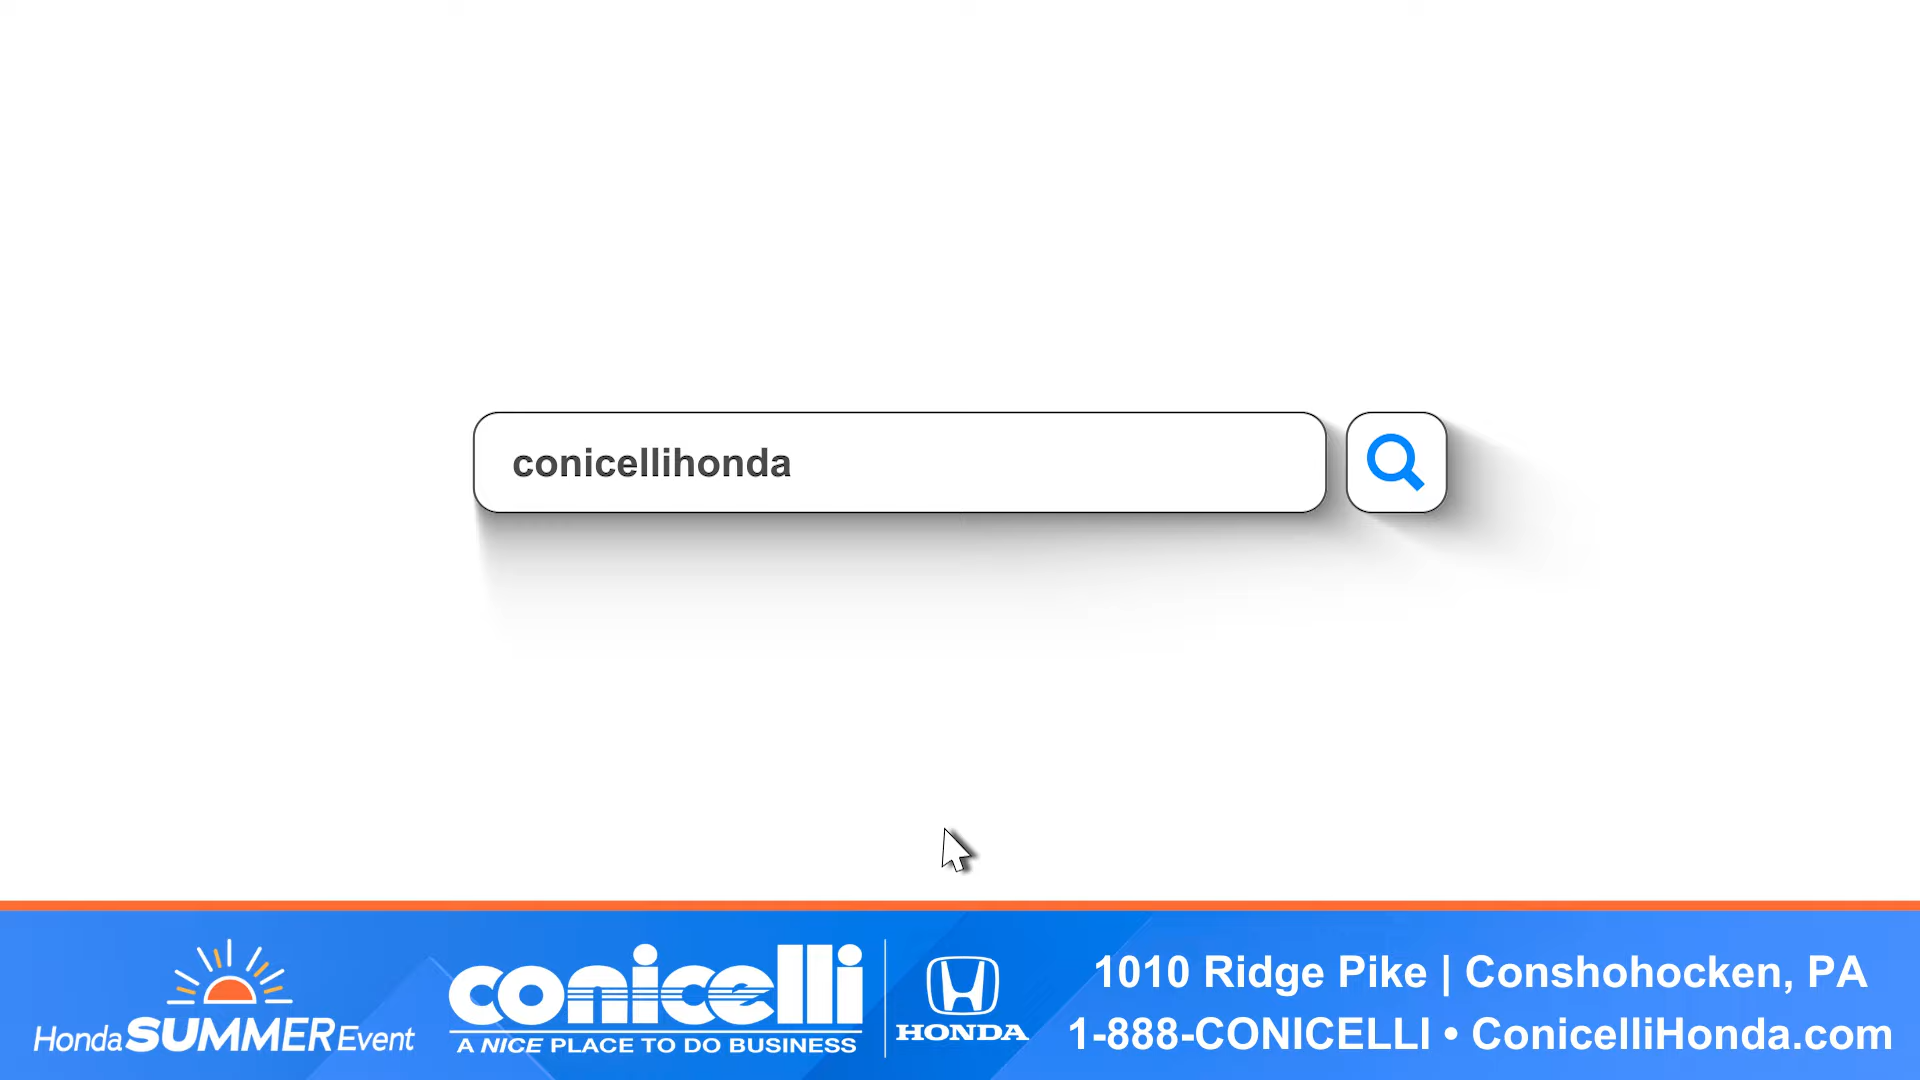 conicellihonda
Honda SUMMER Event
conicelli
A NICE PLACE TO DO BUSINESS
HONDA
1010 Ridge Pike | Conshohocken, PA
1-888-CONICELLI • ConicelliHonda.com